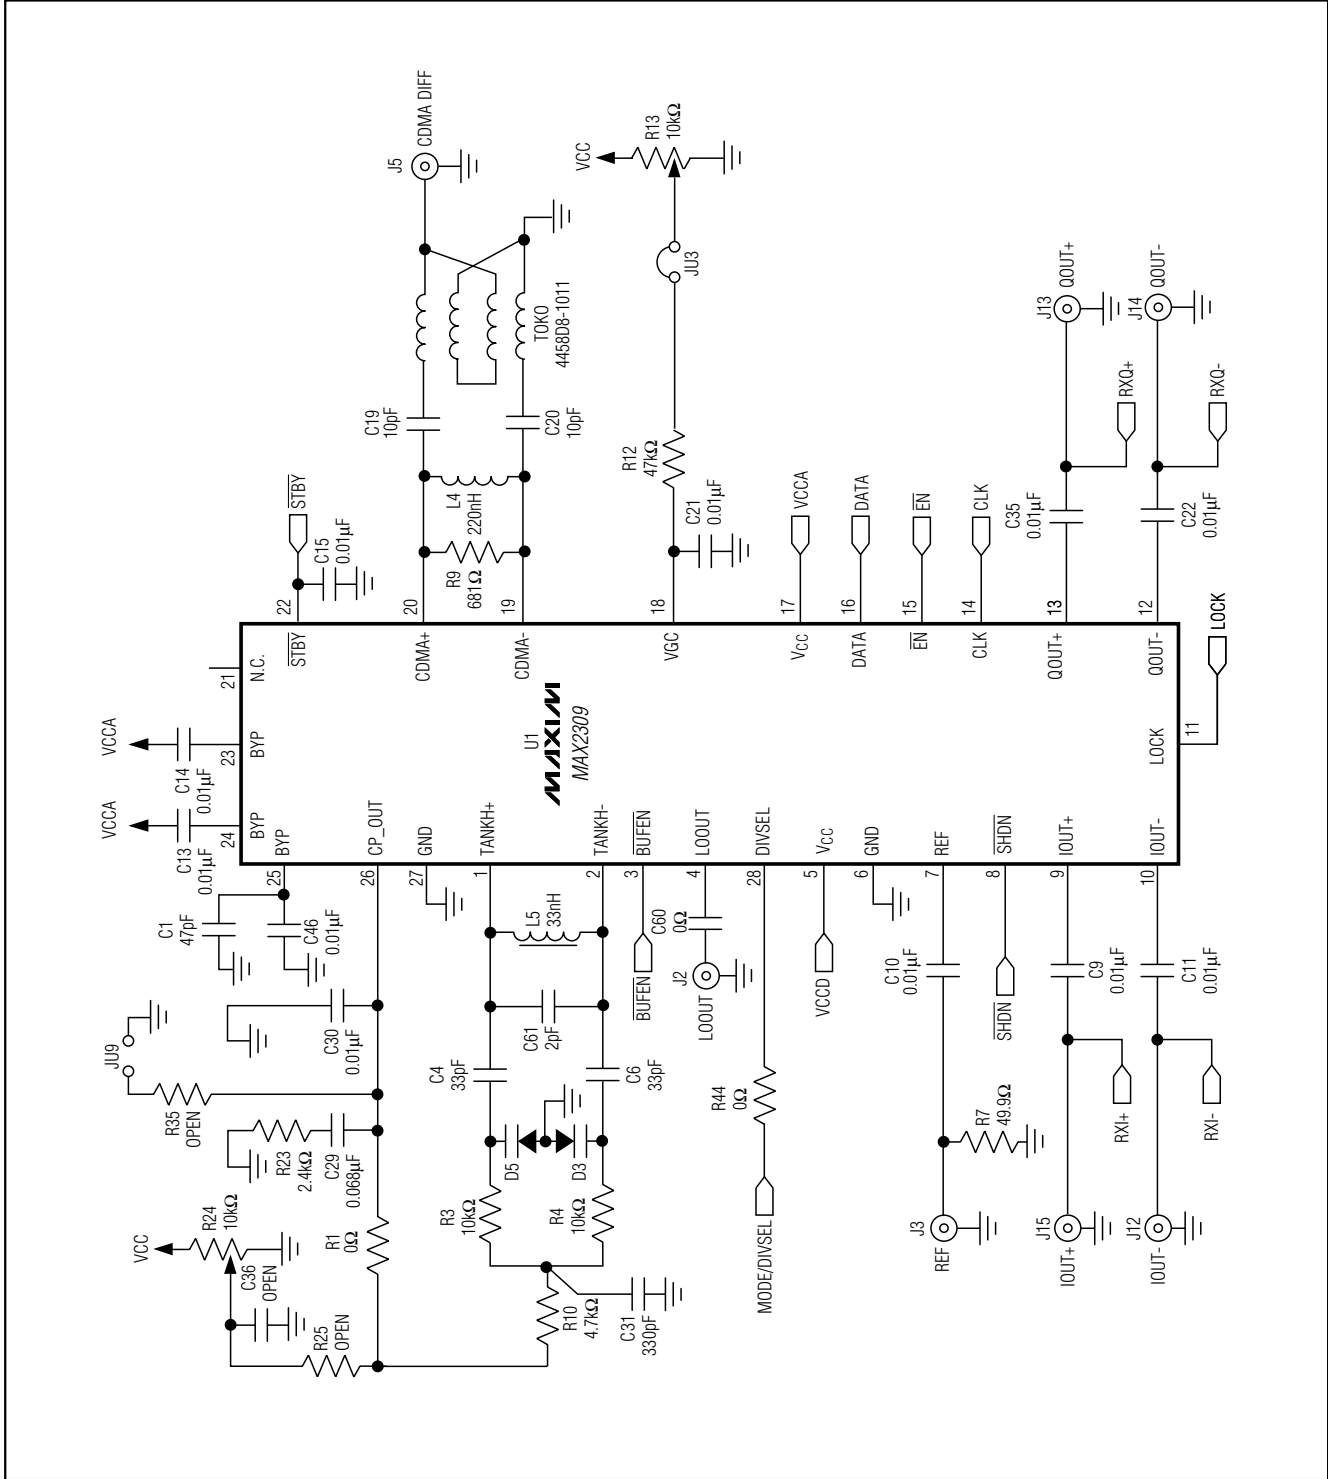 J5
CDMA DIFF
TOKO
4458D8-1011
C19
10pF
C20
10pF
L4
220nH
R9
681Ω
VCC
R13
10kΩ
JU3
R12
47kΩ
C21
0.01µF
STBY
C15
0.01µF
VCCA
DATA
EN
CLK
J13
QOUT+
J14
QOUT-
RXQ+
RXQ-
C35
0.01µF
C22
0.01µF
LOCK
22
20
19
18
17
16
15
14
13
12
11
21
N.C.
STBY
CDMA+
CDMA-
VGC
VCC
DATA
EN
CLK
QOUT+
QOUT-
LOCK
VCCA
C14
0.01µF
23
BYP
VCCA
C13
0.01µF
24
BYP
U1
MAXIM
MAX2309
BYP
CP_OUT
GND
TANKH+
TANKH-
BUFEN
LOOUT
DIVSEL
VCC
GND
REF
SHDN
IOUT+
IOUT-
25
26
27
1
2
3
4
28
5
6
7
8
9
10
C1
47pF
C46
0.01µF
C30
0.01µF
JU9
R35
OPEN
R23
2.4kΩ
C29
0.068µF
VCC
R24
10kΩ
C36
OPEN
R25
OPEN
R1
0Ω
L5
33nH
C61
2pF
C4
33pF
C6
33pF
D5
D3
R3
10kΩ
R4
10kΩ
R10
4.7kΩ
C31
330pF
BUFEN
C60
0Ω
J2
LOOUT
R44
0Ω
MODE/DIVSEL
VCCD
C10
0.01µF
R7
49.9Ω
J3
REF
SHDN
C9
0.01µF
C11
0.01µF
RXI+
RXI-
J15
IOUT+
J12
IOUT-